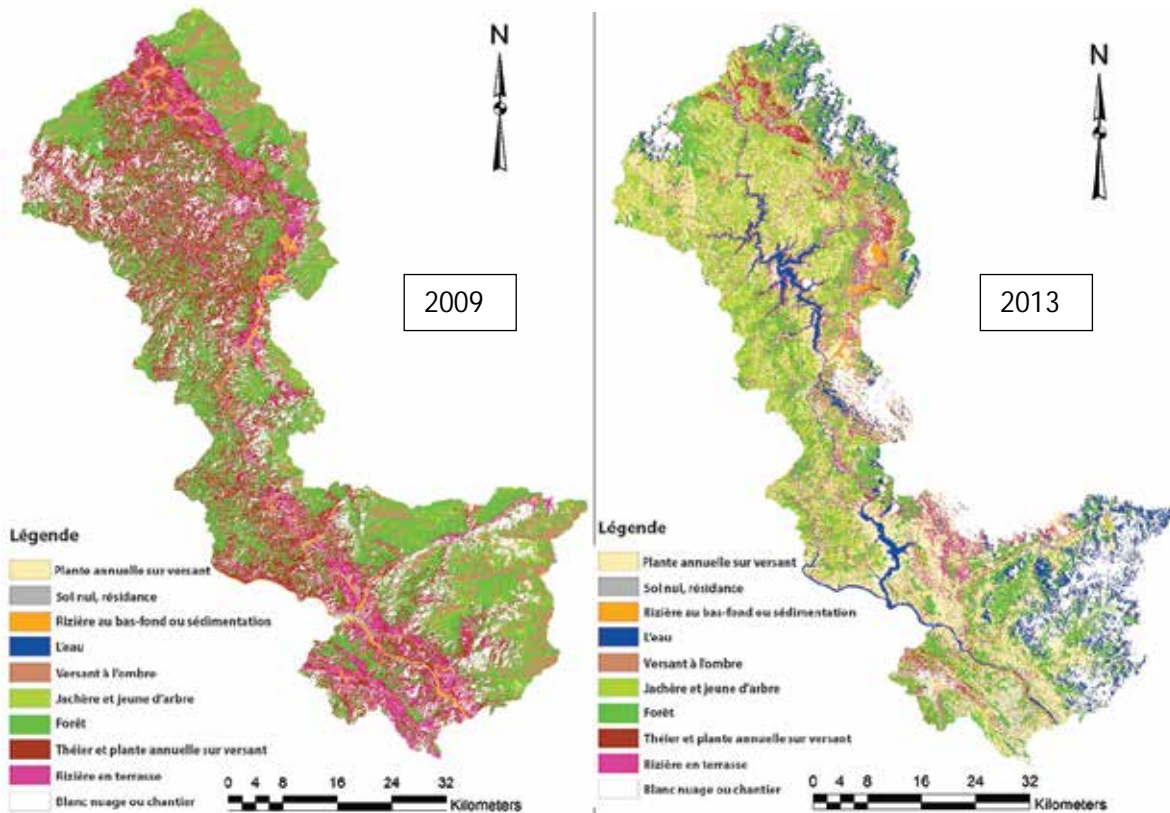 N
2009
Légende
Plante annuelle sur versant
Sol nul, résidance
Rizière au bas-fond ou sédimentation
L'eau
Versant à l'ombre
Jachère et jeune d'arbre
Forêt
Théier et plante annuelle sur versant
Rizière en terrasse
Blanc nuage ou chantier
0 4 8 16 24 32
Kilometers
N
2013
Légende
Plante annuelle sur versant
Sol nul, résidance
Rizière au bas-fond ou sédimentation
L'eau
Versant à l'ombre
Jachère et jeune d'arbre
Forêt
Théier et plante annuelle sur versant
Rizière en terrasse
Blanc nuage ou chantier
0 4 8 16 24 32
Kilometers